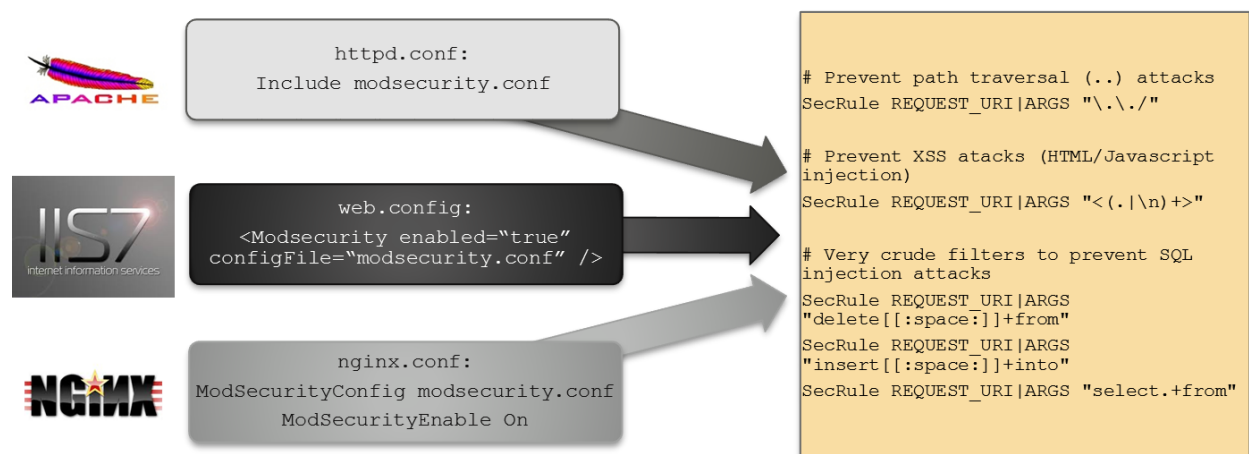 APACHE
httpd.conf:
Include modsecurity.conf
IIS7
internet information services
web.config:
<Modsecurity enabled=“true”
configFile=“modsecurity.conf” />
NGiNX
nginx.conf:
ModSecurityConfig modsecurity.conf
ModSecurityEnable On
# Prevent path traversal (..) attacks
SecRule REQUEST_URI|ARGS "\.\./"
# Prevent XSS atacks (HTML/Javascript
injection)
SecRule REQUEST_URI|ARGS "<(.|\n)+>"
# Very crude filters to prevent SQL
injection attacks
SecRule REQUEST_URI|ARGS
"delete[[:space:]]+from"
SecRule REQUEST_URI|ARGS
"insert[[:space:]]+into"
SecRule REQUEST_URI|ARGS "select.+from"